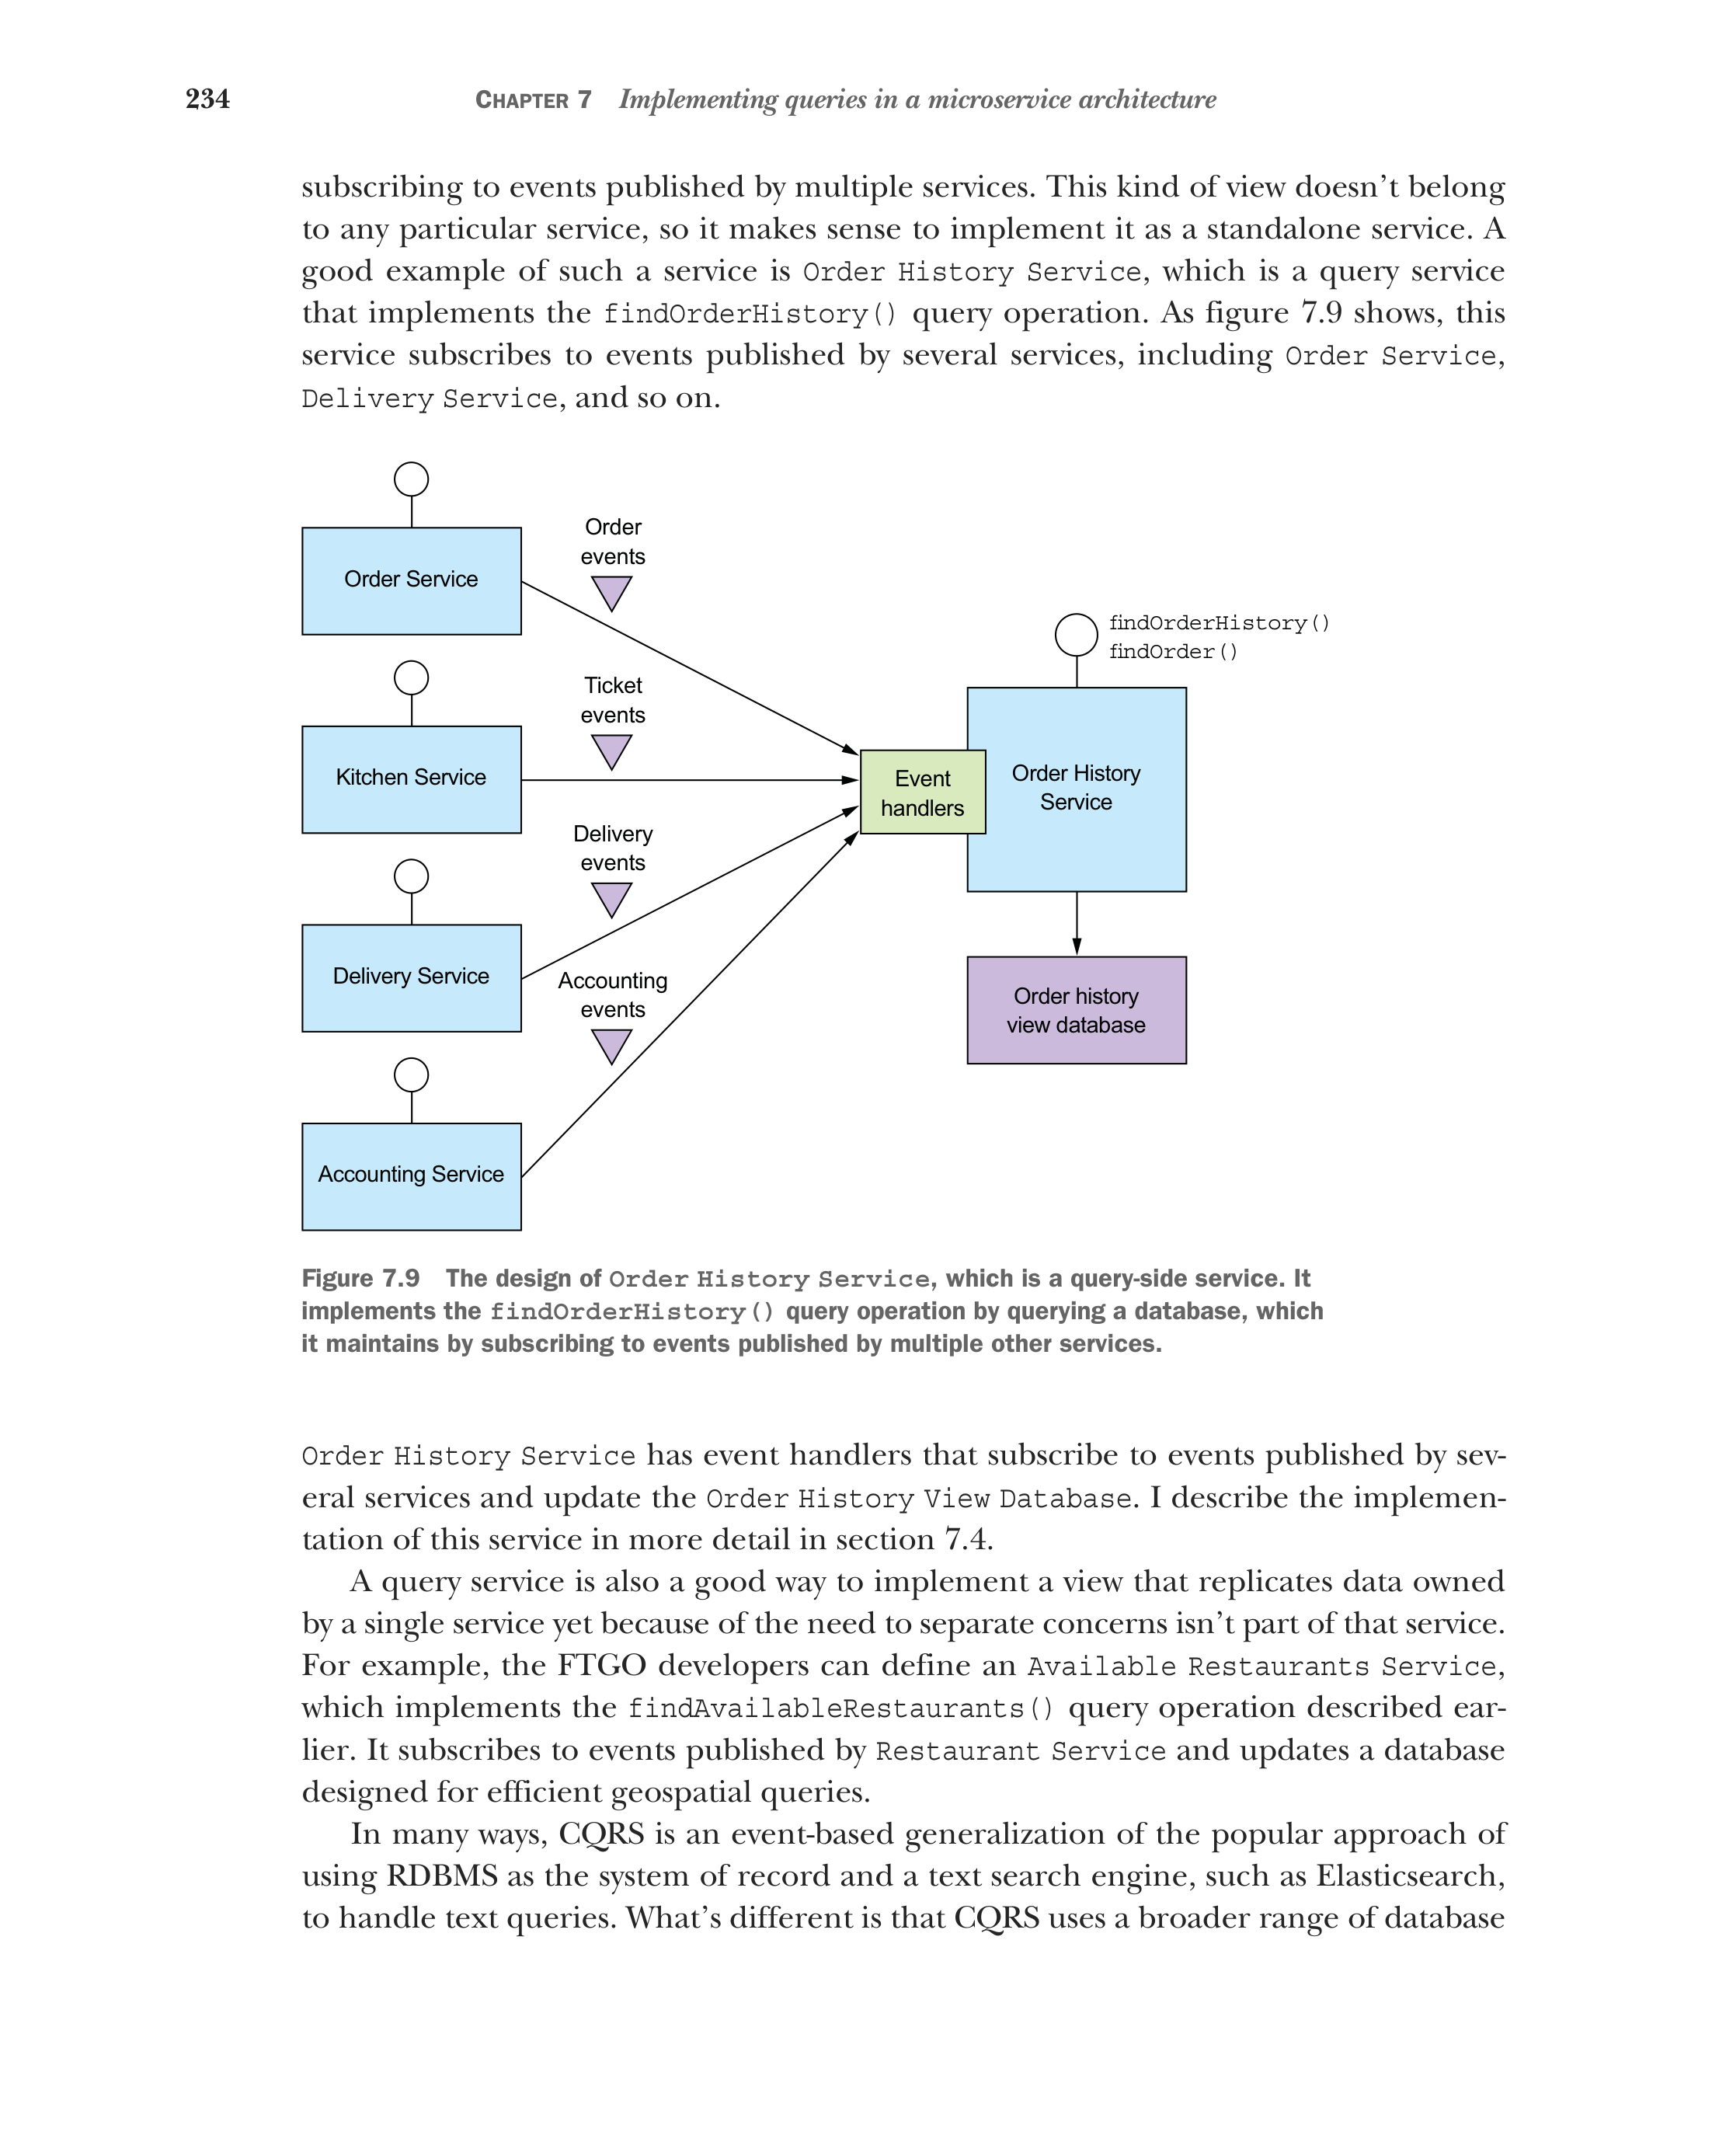 234
CHAPTER 7 Implementing queries in a microservice architecture
subscribing to events published by multiple services. This kind of view doesn’t belong
to any particular service, so it makes sense to implement it as a standalone service. A
good example of such a service is Order History Service, which is a query service
that implements the findOrderHistory() query operation. As figure 7.9 shows, this
service subscribes to events published by several services, including Order Service,
Delivery Service, and so on.
Order
events
Order Service
findOrderHistory()
findOrder()
Ticket
events
Kitchen Service
Event
handlers
Order History
Service
Delivery
events
Delivery Service
Accounting
events
Order history
view database
Accounting Service
Figure 7.9 The design of Order History Service, which is a query-side service. It
implements the findOrderHistory() query operation by querying a database, which
it maintains by subscribing to events published by multiple other services.
Order History Service has event handlers that subscribe to events published by sev-
eral services and update the Order History View Database. I describe the implemen-
tation of this service in more detail in section 7.4.
A query service is also a good way to implement a view that replicates data owned
by a single service yet because of the need to separate concerns isn’t part of that service.
For example, the FTGO developers can define an Available Restaurants Service,
which implements the findAvailableRestaurants() query operation described ear-
lier. It subscribes to events published by Restaurant Service and updates a database
designed for efficient geospatial queries.
In many ways, CQRS is an event-based generalization of the popular approach of
using RDBMS as the system of record and a text search engine, such as Elasticsearch,
to handle text queries. What’s different is that CQRS uses a broader range of database